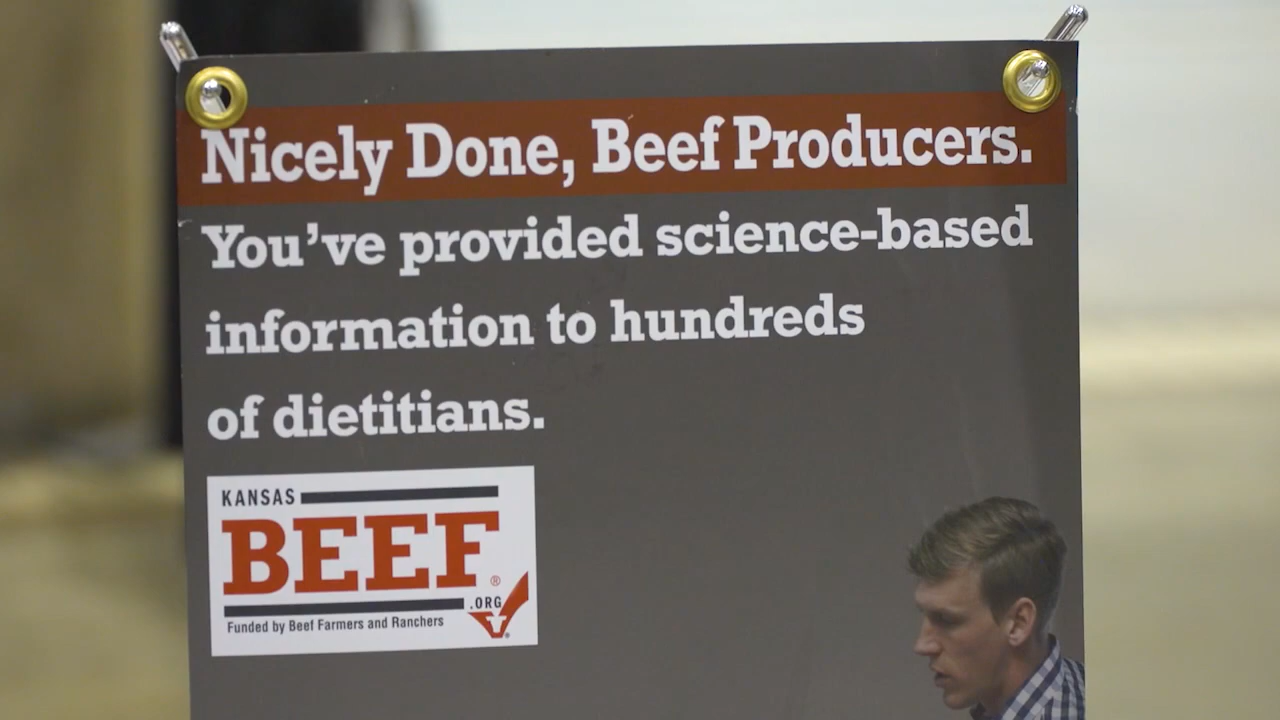 Nicely Done, Beef Producers.
You've provided science-based
information to hundreds
of dietitians.
KANSAS
BEEF®
.ORG
Funded by Beef Farmers and Ranchers